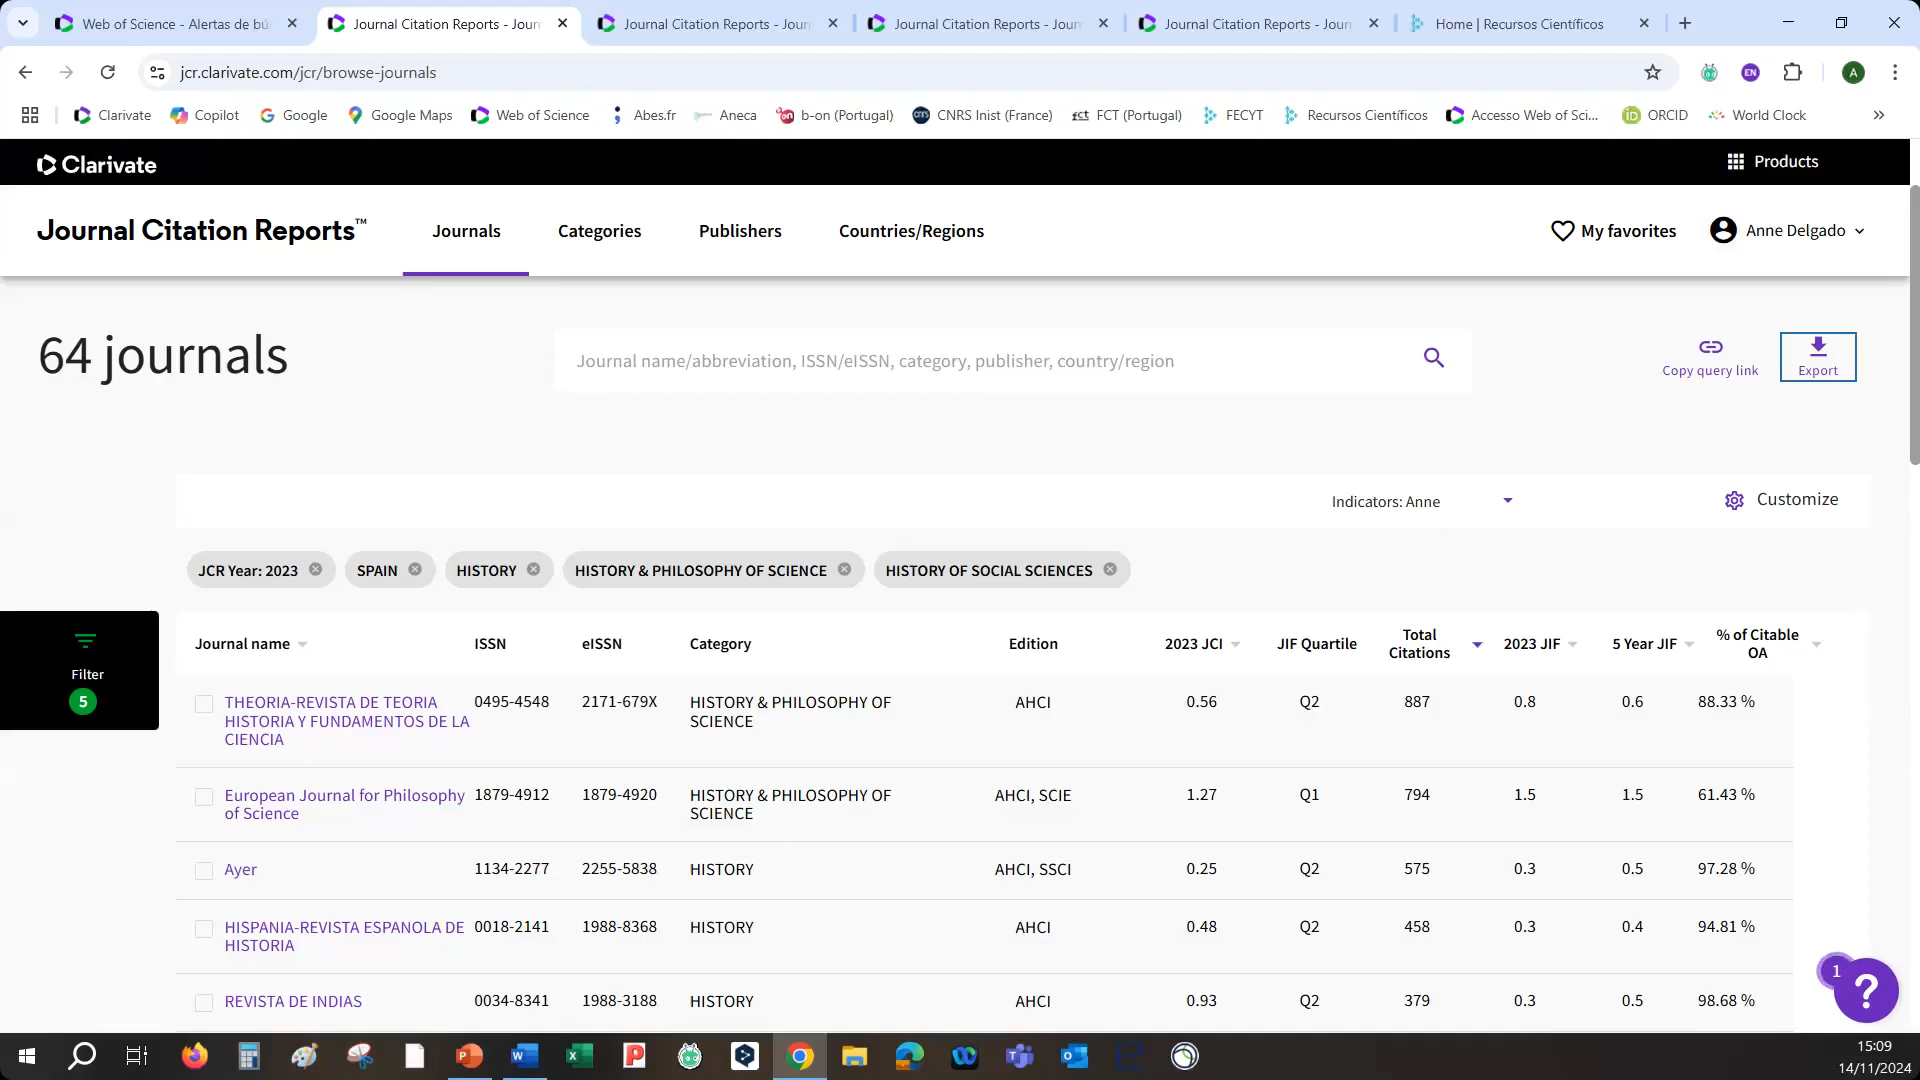 Web of Science - Alertas de bú
Journal Citation Reports - Jour
Journal Citation Reports - Jour
Journal Citation Reports - Jour
Journal Citation Reports - Jour
Home | Recursos Científicos
jcr.clarivate.com/jcr/browse-journals
EN
A
Clarivate
Copilot
Google
Google Maps
Web of Science
Abes.fr
Aneca
b-on (Portugal)
CNRS Inist (France)
FCT (Portugal)
FECYT
Recursos Científicos
Accesso Web of Sci...
ORCID
World Clock
Clarivate
Products
Journal Citation Reports™
Journals
Categories
Publishers
Countries/Regions
My favorites
Anne Delgado
64 journals
Journal name/abbreviation, ISSN/eISSN, category, publisher, country/region
Copy query link
Export
Indicators: Anne
Customize
JCR Year: 2023
SPAIN
HISTORY
HISTORY & PHILOSOPHY OF SCIENCE
HISTORY OF SOCIAL SCIENCES
Filter
5
Journal name ISSN eISSN Category Edition 2023 JCI JIF Quartile Total Citations 2023 JIF 5 Year JIF % of Citable OA
THEORIA-REVISTA DE TEORIA HISTORIA Y FUNDAMENTOS DE LA CIENCIA 0495-4548 2171-679X HISTORY & PHILOSOPHY OF SCIENCE AHCI 0.56 Q2 887 0.8 0.6 88.33 %
European Journal for Philosophy of Science 1879-4912 1879-4920 HISTORY & PHILOSOPHY OF SCIENCE AHCI, SCIE 1.27 Q1 794 1.5 1.5 61.43 %
Ayer 1134-2277 2255-5838 HISTORY AHCI, SSCI 0.25 Q2 575 0.3 0.5 97.28 %
HISPANIA-REVISTA ESPANOLA DE HISTORIA 0018-2141 1988-8368 HISTORY AHCI 0.48 Q2 458 0.3 0.4 94.81 %
REVISTA DE INDIAS 0034-8341 1988-3188 HISTORY AHCI 0.93 Q2 379 0.3 0.5 98.68 %
1
?
15:09
14/11/2024